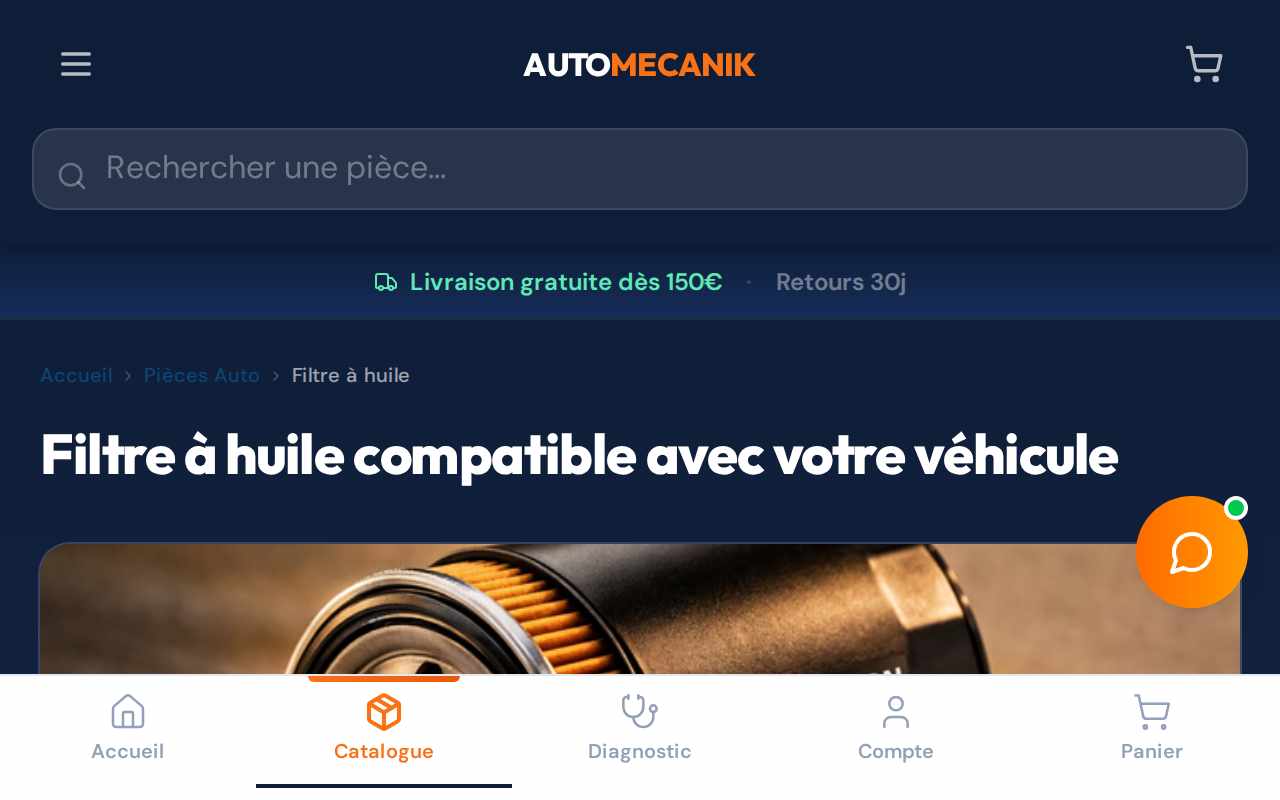 AUTOMECANIK
Rechercher une pièce...
Livraison gratuite dès 150€ · Retours 30j
Accueil > Pièces Auto > Filtre à huile
Filtre à huile compatible avec votre véhicule
Accueil
Catalogue
Diagnostic
Compte
Panier